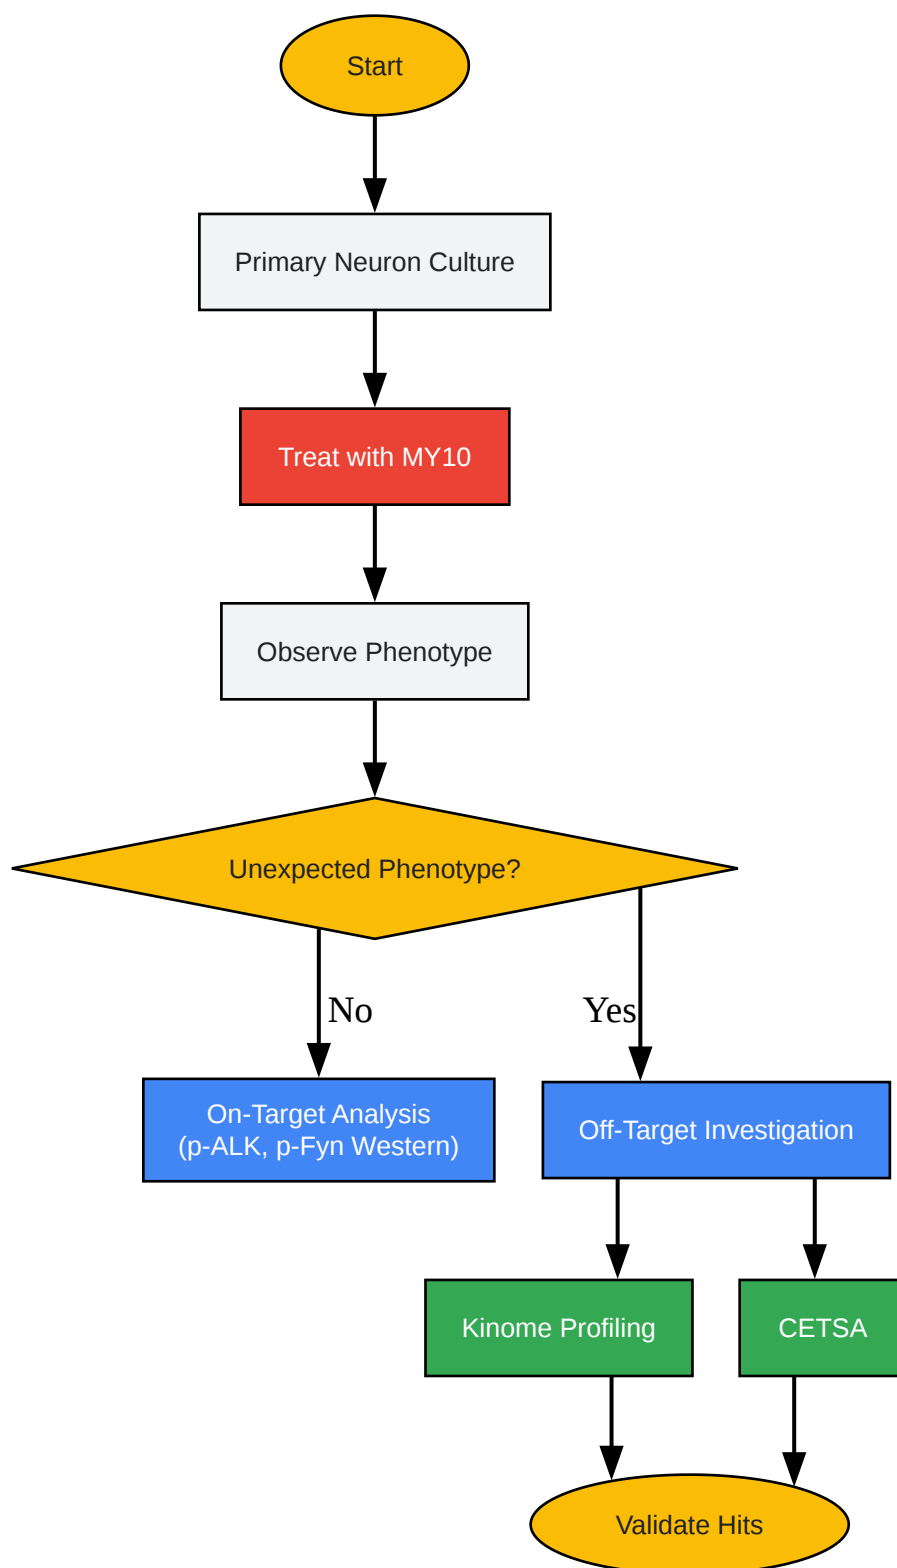 Start
Primary Neuron Culture
Treat with MY10
Observe Phenotype
Unexpected Phenotype?
No
Yes
On-Target Analysis
(p-ALK, p-Fyn Western)
Off-Target Investigation
Kinome Profiling
CETSA
Validate Hits